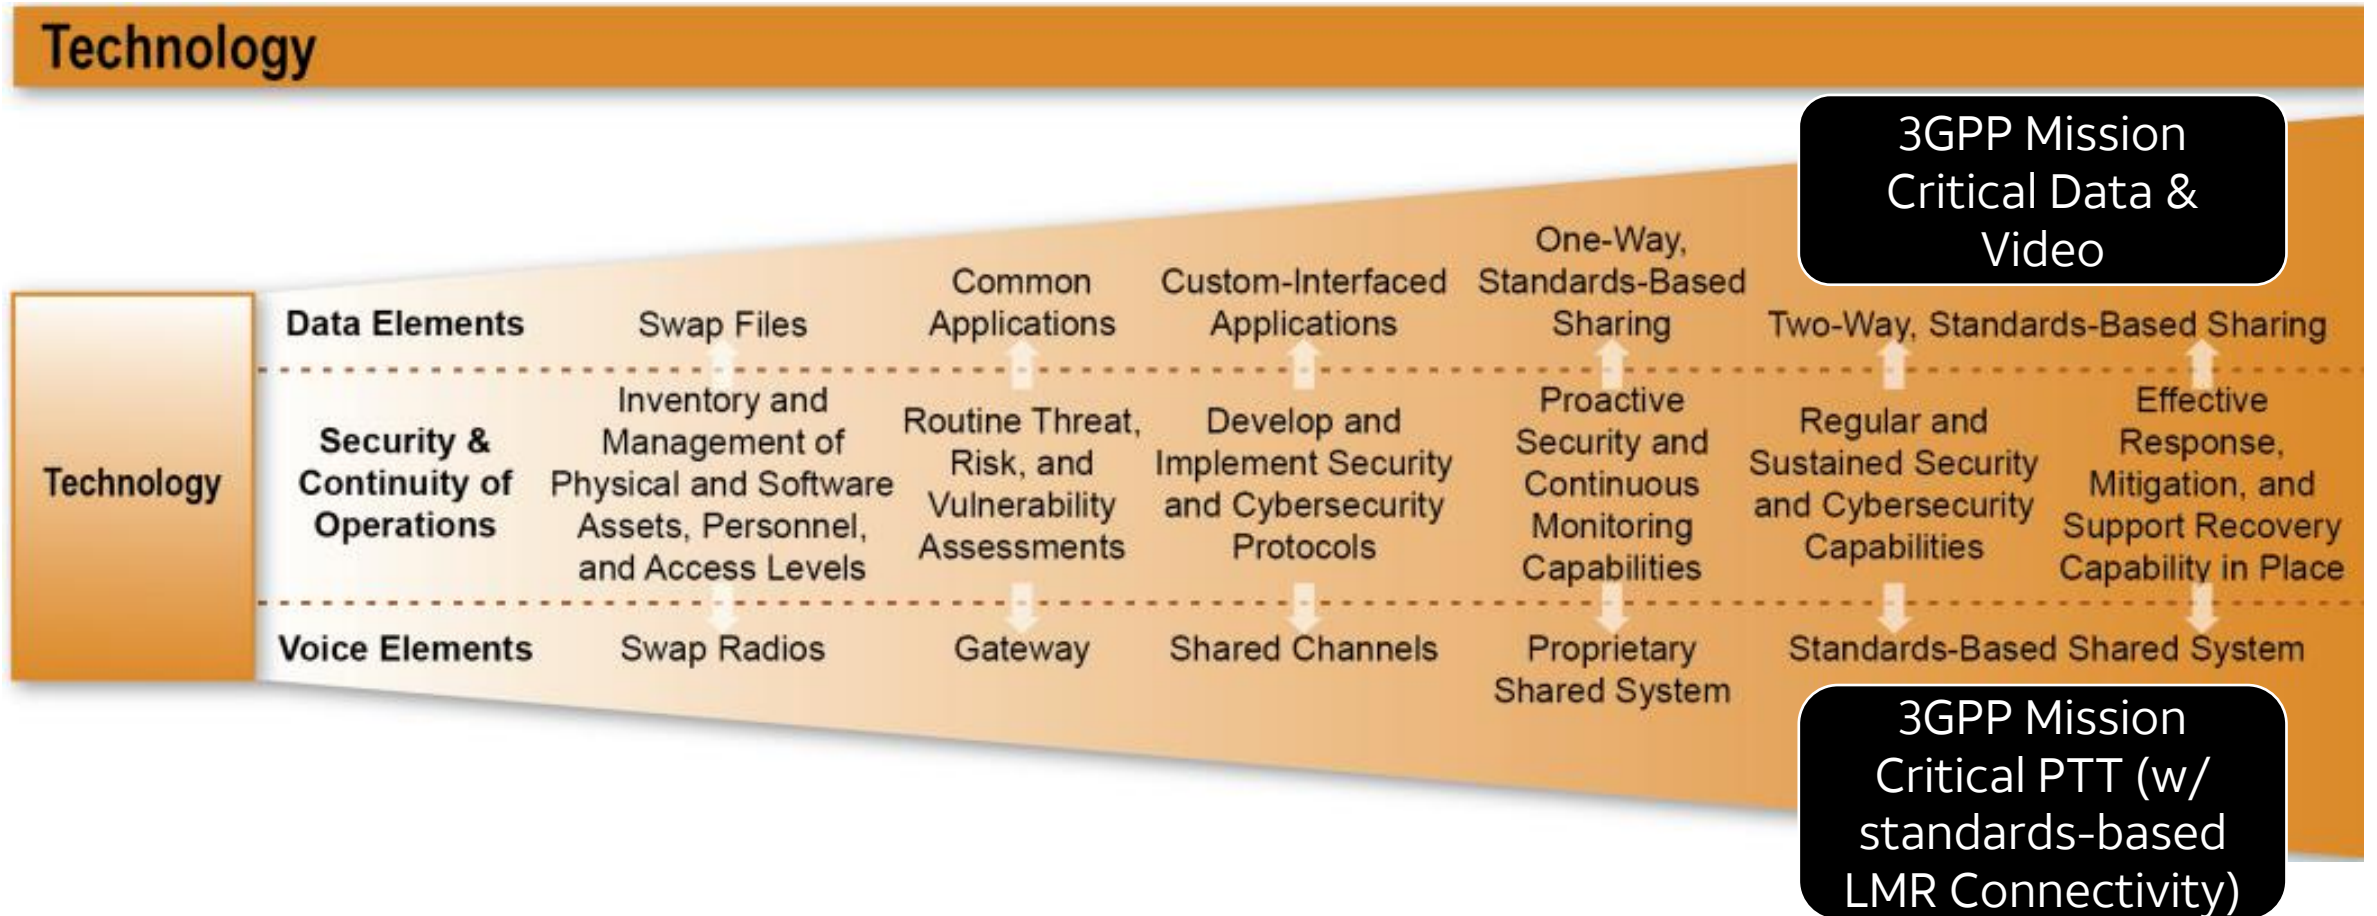 Technology
3GPP Mission
Critical Data &
Video
Technology
Data Elements
Swap Files
Common
Applications
Custom-Interfaced
Applications
One-Way,
Standards-Based
Sharing
Two-Way, Standards-Based Sharing
Security &
Continuity of
Operations
Inventory and
Management of
Physical and Software
Assets, Personnel,
and Access Levels
Routine Threat,
Risk, and
Vulnerability
Assessments
Develop and
Implement Security
and Cybersecurity
Protocols
Proactive
Security and
Continuous
Monitoring
Capabilities
Regular and
Sustained Security
and Cybersecurity
Capabilities
Effective
Response,
Mitigation, and
Support Recovery
Capability in Place
Voice Elements
Swap Radios
Gateway
Shared Channels
Proprietary
Shared System
Standards-Based Shared System
3GPP Mission
Critical PTT (w/
standards-based
LMR Connectivity)